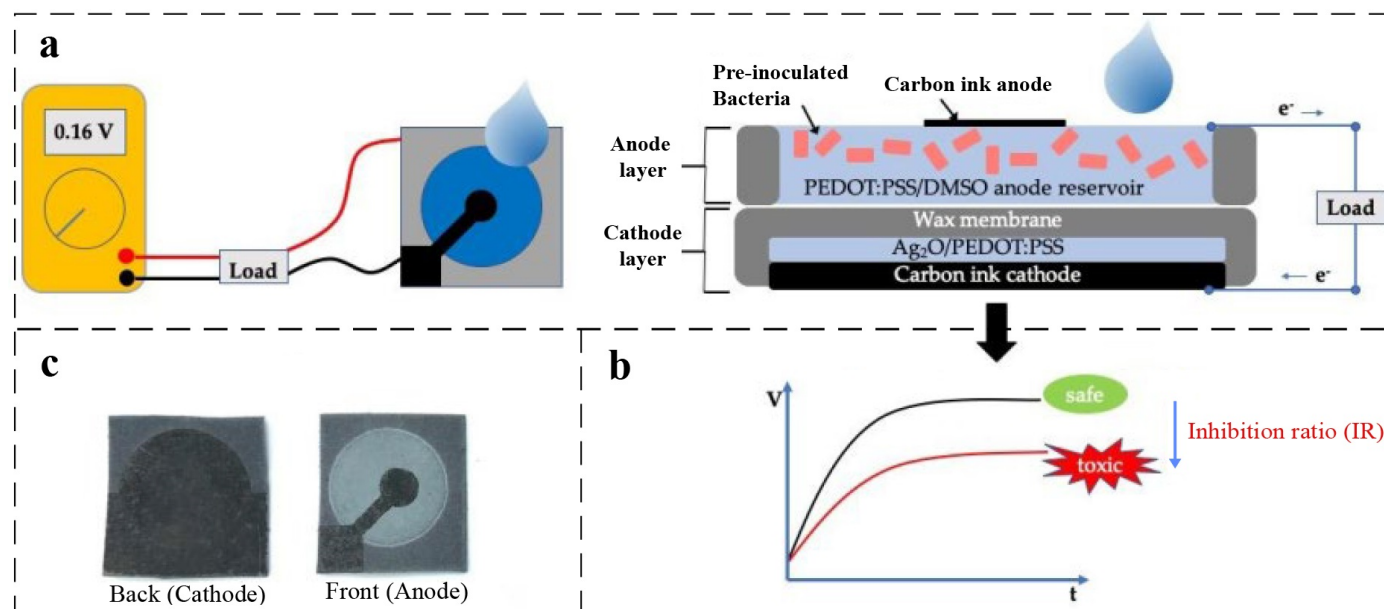 a
0.16 V
Load
Pre-inoculated
Bacteria
Carbon ink anode
Anode
layer
PEDOT:PSS/DMSO anode reservoir
Cathode
layer
Wax membrane
Ag₂O/PEDOT:PSS
Carbon ink cathode
e⁻
Load
e⁻
c
Back (Cathode)
Front (Anode)
b
V
safe
toxic
Inhibition ratio (IR)
t